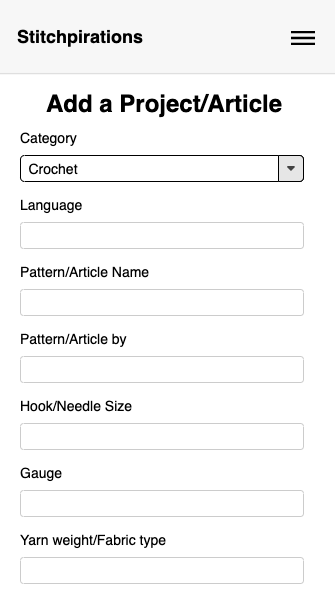 Stitchpirations
Add a Project/Article
Category
Crochet
Language
Pattern/Article Name
Pattern/Article by
Hook/Needle Size
Gauge
Yarn weight/Fabric type